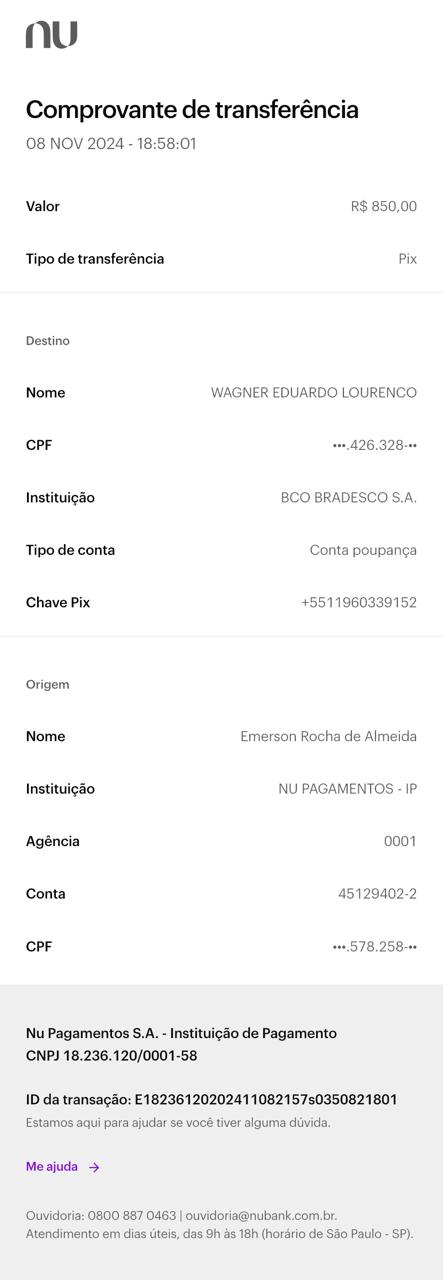 nu
Comprovante de transferência
08 NOV 2024 - 18:58:01
Valor R$ 850,00
Tipo de transferência Pix
Destino
Nome WAGNER EDUARDO LOURENCO
CPF •••.426.328-••
Instituição BCO BRADESCO S.A.
Tipo de conta Conta poupança
Chave Pix +5511960339152
Origem
Nome Emerson Rocha de Almeida
Instituição NU PAGAMENTOS - IP
Agência 0001
Conta 45129402-2
CPF •••.578.258-••
Nu Pagamentos S.A. - Instituição de Pagamento
CNPJ 18.236.120/0001-58
ID da transação: E18236120202411082157s0350821801
Estamos aqui para ajudar se você tiver alguma dúvida.
Me ajuda →
Ouvidoria: 0800 887 0463 | ouvidoria@nubank.com.br.
Atendimento em dias úteis, das 9h às 18h (horário de São Paulo - SP).